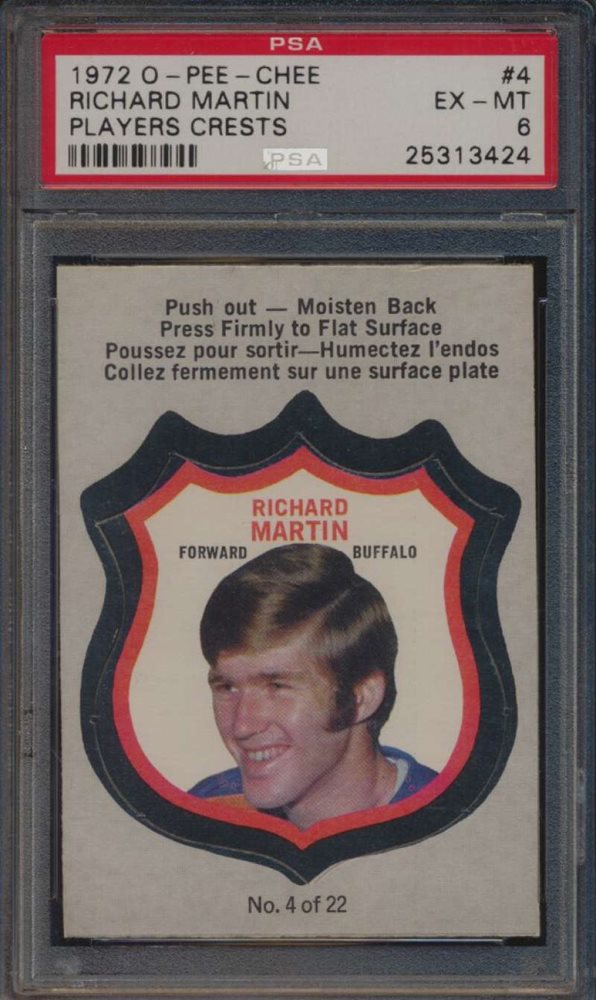 PSA
1972 O-PEE-CHEE #4
RICHARD MARTIN EX-MT
PLAYERS CRESTS 6
PSA 25313424
Push out — Moisten Back
Press Firmly to Flat Surface
Poussez pour sortir—Humectez l'endos
Collez fermement sur une surface plate
RICHARD
MARTIN
FORWARD BUFFALO
No. 4 of 22